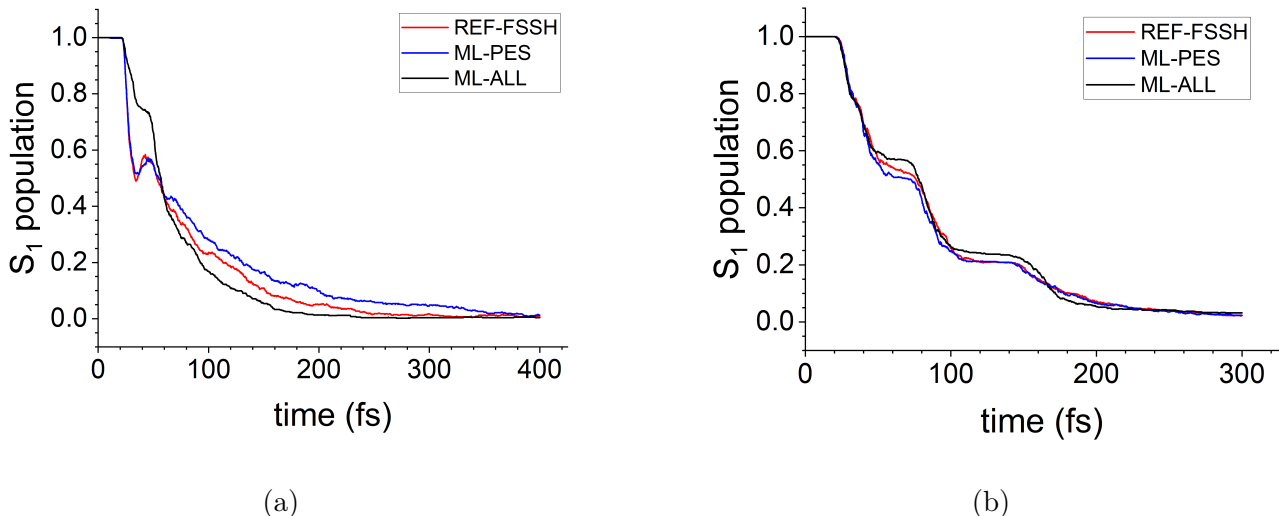 REF-FSSH
ML-PES
ML-ALL
1.0
0.8
0.6
0.4
0.2
0.0
S₁ population
0 100 200 300 400
time (fs)
(a)
REF-FSSH
ML-PES
ML-ALL
1.0
0.8
0.6
0.4
0.2
0.0
S₁ population
0 100 200 300
time (fs)
(b)